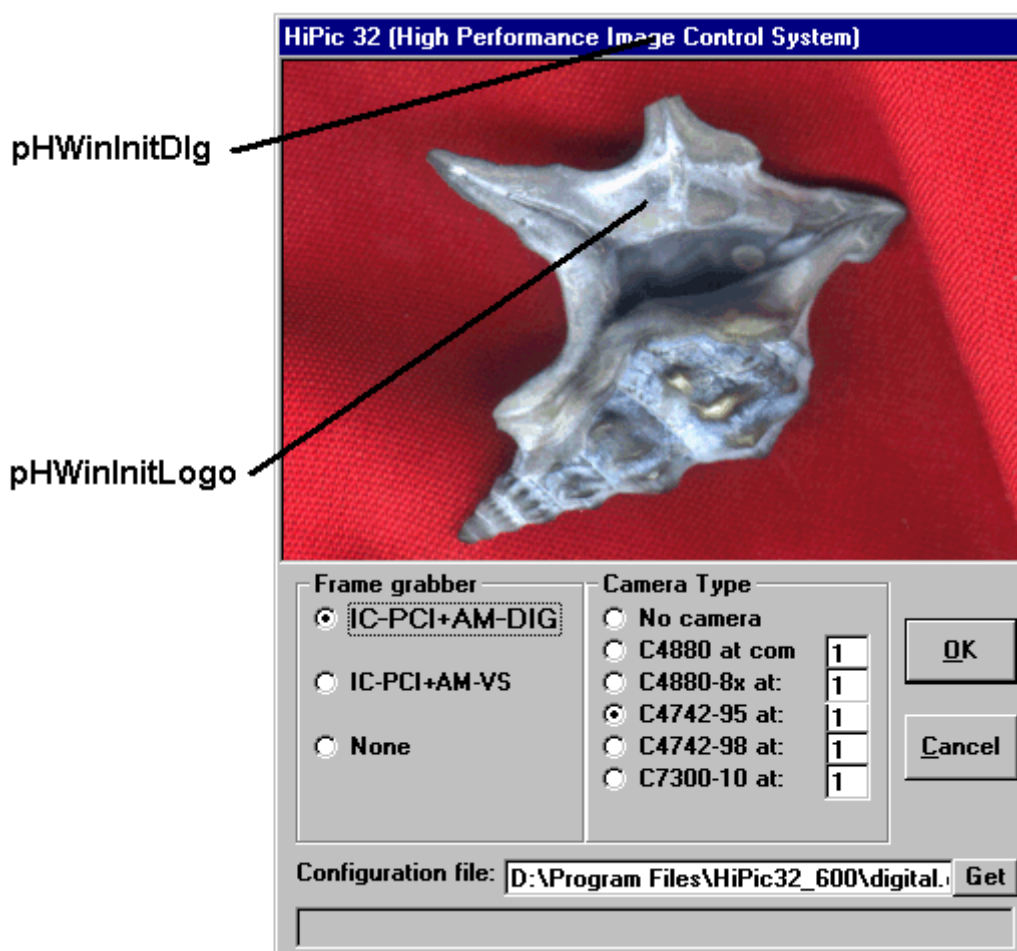 HiPic 32 (High Performance Image Control System)
pHWinInitDlg
pHWinInitLogo
Frame grabber
IC-PCI+AM-DIG
IC-PCI+AM-VS
None
Camera Type
No camera
C4880 at com 1
C4880-8x at: 1
C4742-95 at: 1
C4742-98 at: 1
C7300-10 at: 1
OK
Cancel
Configuration file: D:\Program Files\HiPic32_600\digital. Get